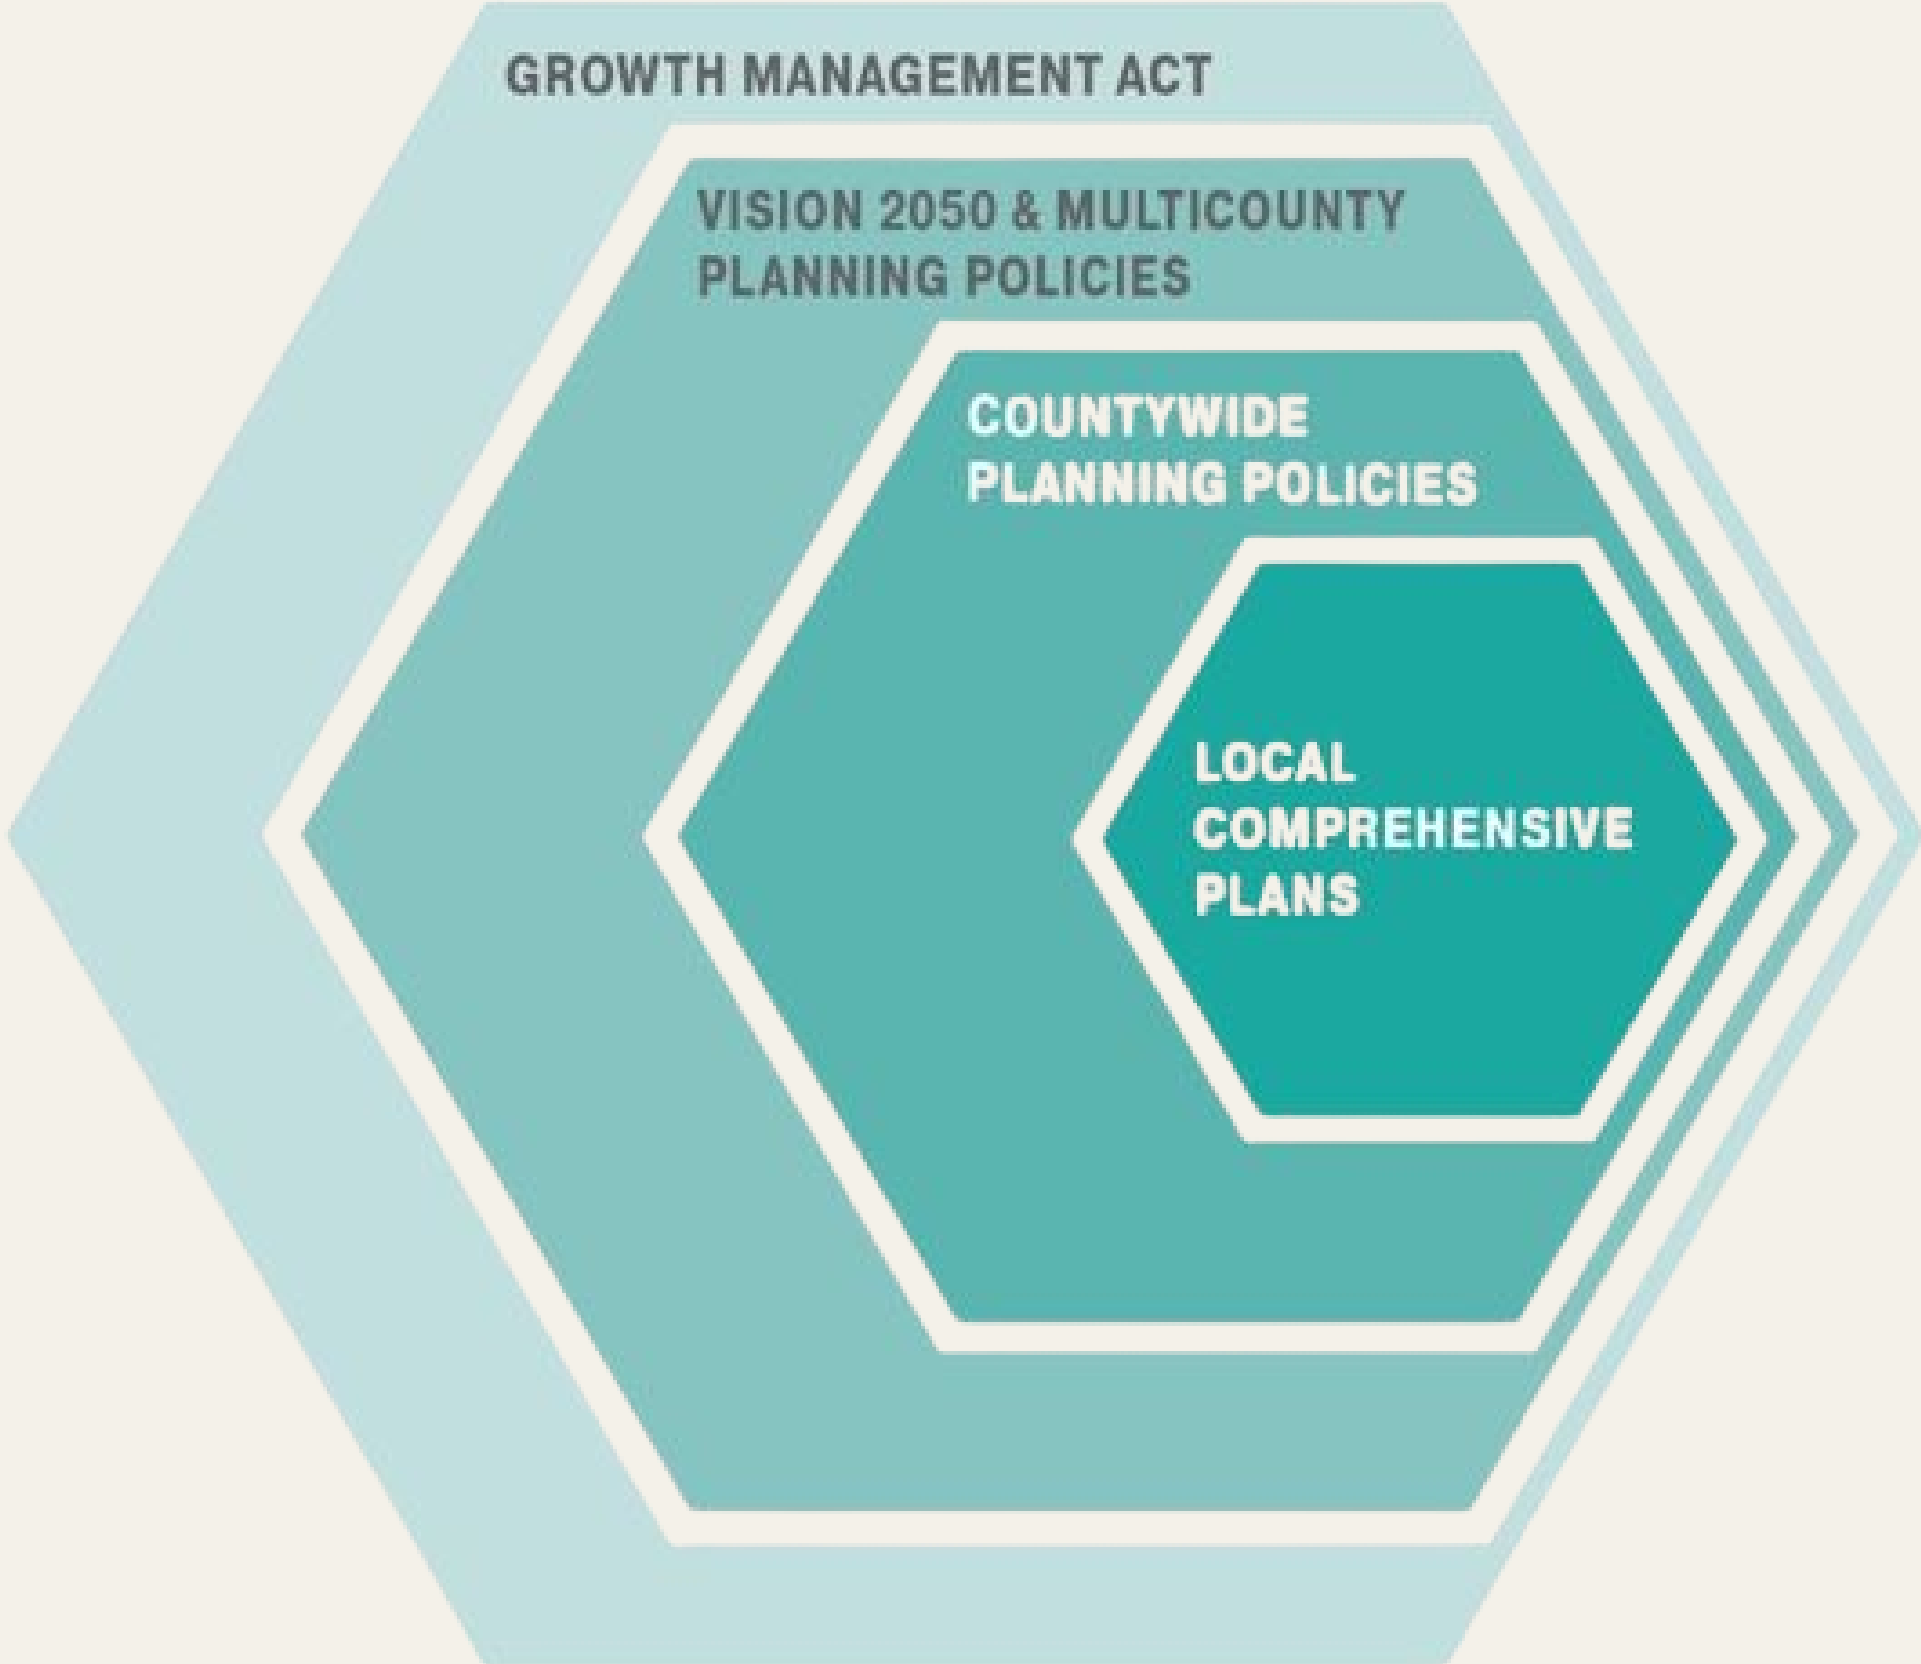 GROWTH MANAGEMENT ACT
VISION 2050 & MULTICOUNTY
PLANNING POLICIES
COUNTYWIDE
PLANNING POLICIES
LOCAL
COMPREHENSIVE
PLANS